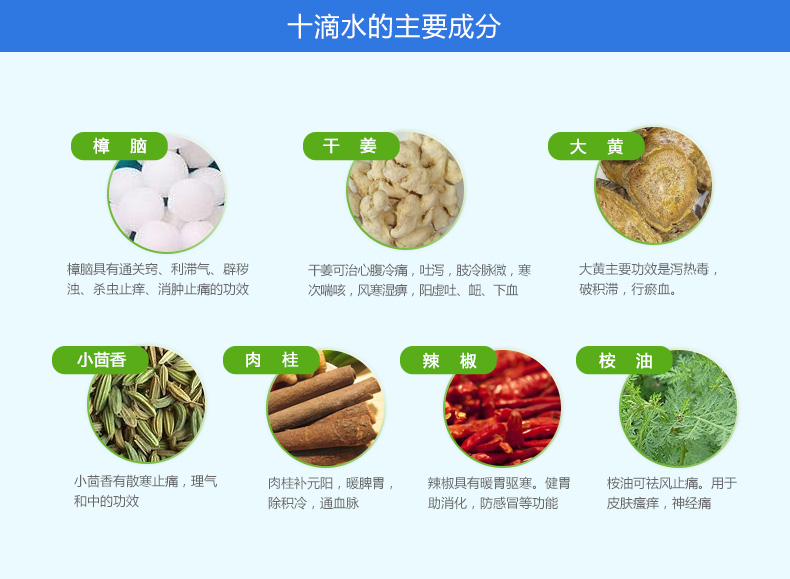 十滴水的主要成分
樟 脑
干 姜
大 黄
樟脑具有通关窍、利滞气、辟秽
浊、杀虫止痒、消肿止痛的功效
干姜可治心腹冷痛，吐泻，肢冷脉微，寒
次喘咳，风寒湿痹，阳虚吐、衄、下血
大黄主要功效是泻热毒，
破积滞，行瘀血。
小茴香
肉 桂
辣 椒
桉 油
小茴香有散寒止痛，理气
和中的功效
肉桂补元阳，暖脾胃，
除积冷，通血脉
辣椒具有暖胃驱寒。健胃
助消化，防感冒等功能
桉油可祛风止痛。用于
皮肤瘙痒，神经痛